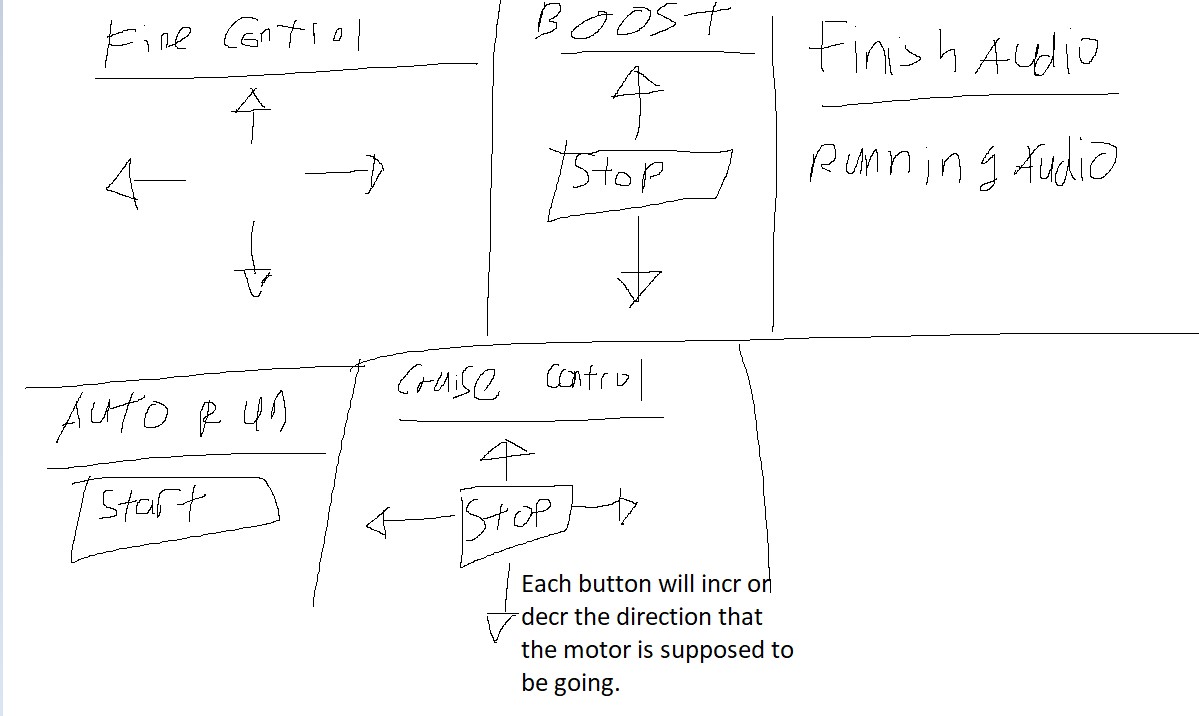 Fine Control
BOOST
Stop
Finish Audio
Running Audio
AUTO RUN
Start
Cruise Control
STOP
Each button will incr or
decr the direction that
the motor is supposed to
be going.